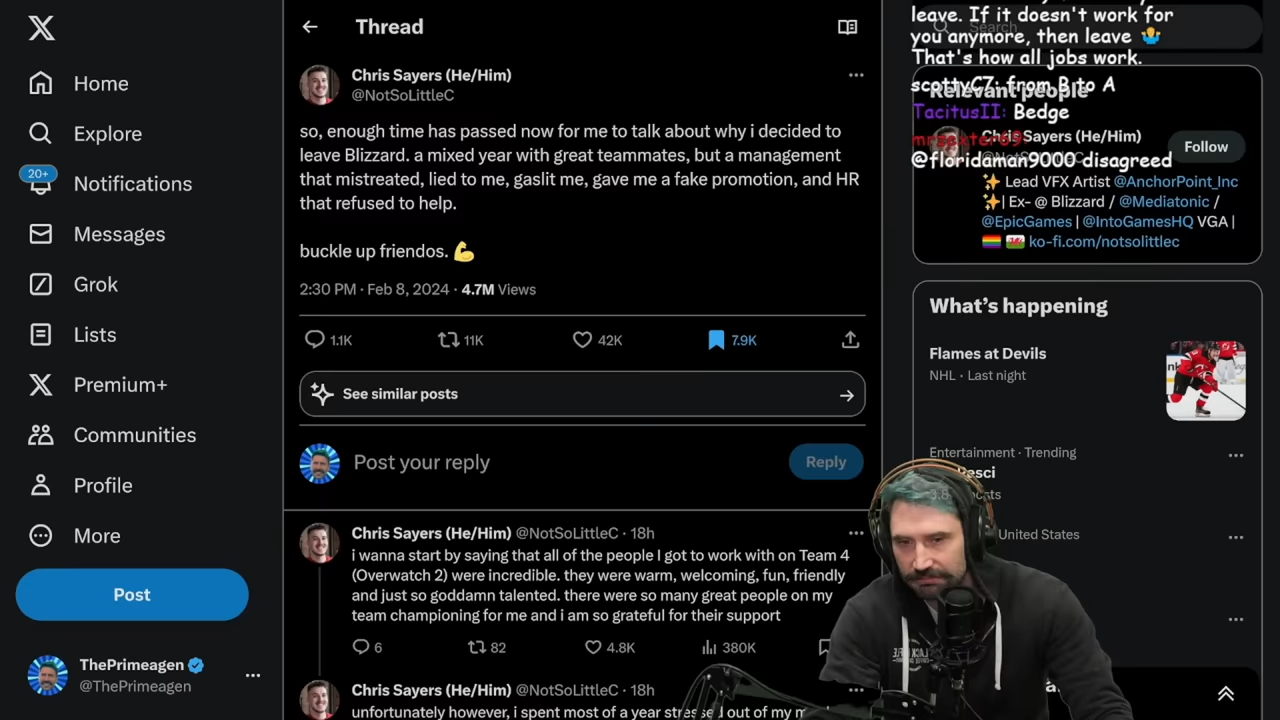 Home
Explore
20+
Notifications
Messages
Grok
Lists
Premium+
Communities
Profile
More
Post
ThePrimeagen
@ThePrimeagen
Thread
Chris Sayers (He/Him)
@NotSoLittleC
so, enough time has passed now for me to talk about why i decided to
leave Blizzard. a mixed year with great teammates, but a management
that mistreated, lied to me, gaslit me, gave me a fake promotion, and HR
that refused to help.
buckle up friendos. 💪
2:30 PM · Feb 8, 2024 · 4.7M Views
1.1K 11K 42K 7.9K
See similar posts
Post your reply
Reply
Chris Sayers (He/Him) @NotSoLittleC · 18h
i wanna start by saying that all of the people I got to work with on Team 4
(Overwatch 2) were incredible. they were warm, welcoming, fun, friendly
and just so goddamn talented. there were so many great people on my
team championing for me and i am so grateful for their support
6 82 4.8K 380K
Chris Sayers (He/Him) @NotSoLittleC · 18h
unfortunately however, i spent most of a year stressed out of my
leave. If it doesn't work for
you anymore, then leave 🤷
That's how all jobs work.
scottyCZ: from B to A
TacitusII: Bedge
mrsexter69:
@floridaman9000 disagreed
Search
Relevant people
Chris Sayers (He/Him)
Follow
✨ Lead VFX Artist @AnchorPoint_Inc
✨| Ex- @ Blizzard / @Mediatonic /
@EpicGames | @IntoGamesHQ VGA |
🏳️‍🌈 🏴󠁧󠁢󠁷󠁬󠁳󠁿 ko-fi.com/notsolittlec
What's happening
Flames at Devils
NHL · Last night
Entertainment · Trending
United States